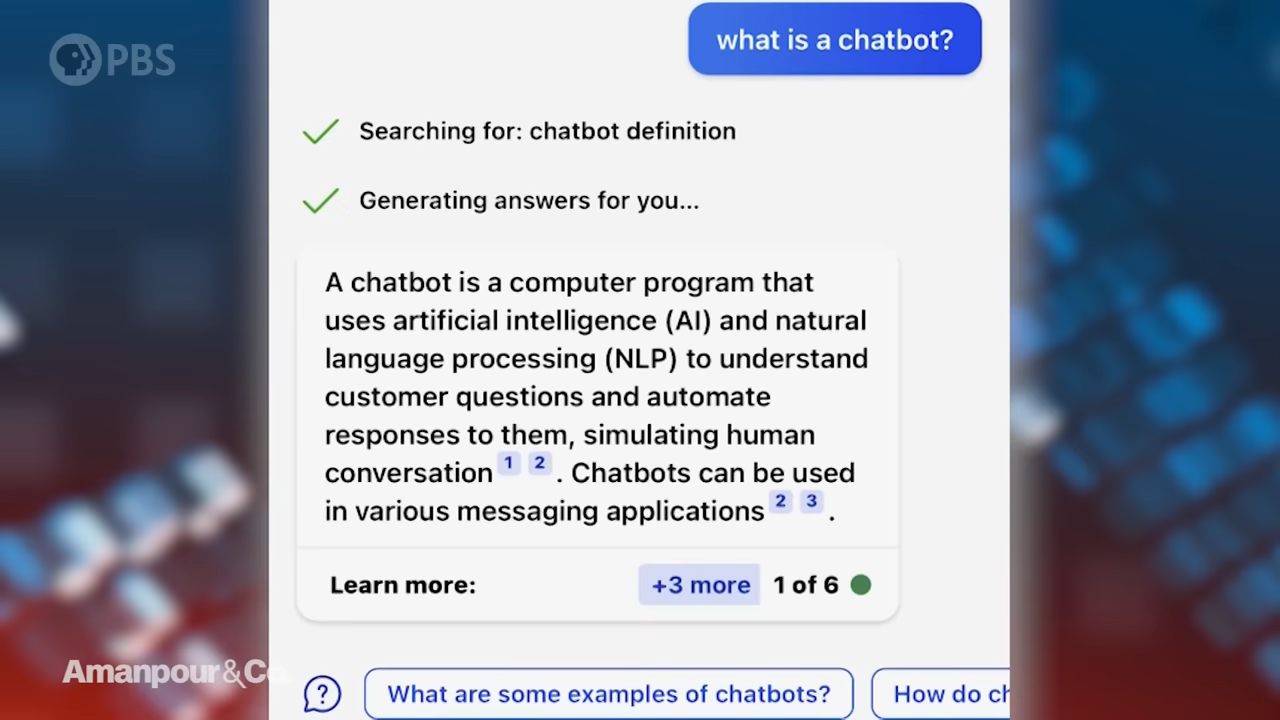 PBS
what is a chatbot?
Searching for: chatbot definition
Generating answers for you...
A chatbot is a computer program that
uses artificial intelligence (AI) and natural
language processing (NLP) to understand
customer questions and automate
responses to them, simulating human
conversation 1 2 . Chatbots can be used
in various messaging applications 2 3 .
Learn more: +3 more 1 of 6
Amanpour&Co.
? What are some examples of chatbots? How do